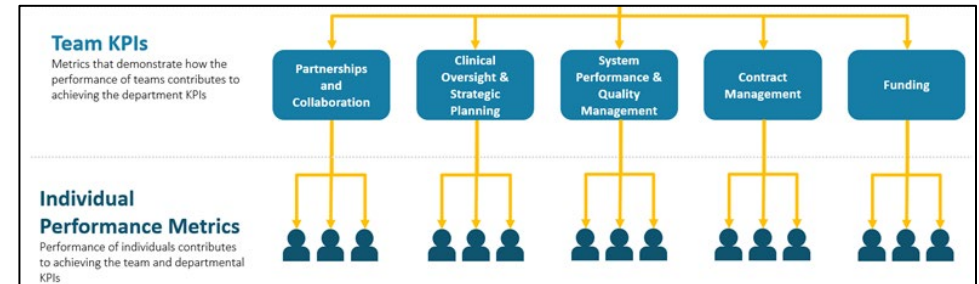 Team KPIs
Metrics that demonstrate how the
performance of teams contributes to
achieving the department KPIs
Partnerships
and
Collaboration
Clinical
Oversight &
Strategic
Planning
System
Performance &
Quality
Management
Contract
Management
Funding
Individual
Performance Metrics
Performance of individuals contributes
to achieving the team and departmental
KPIs